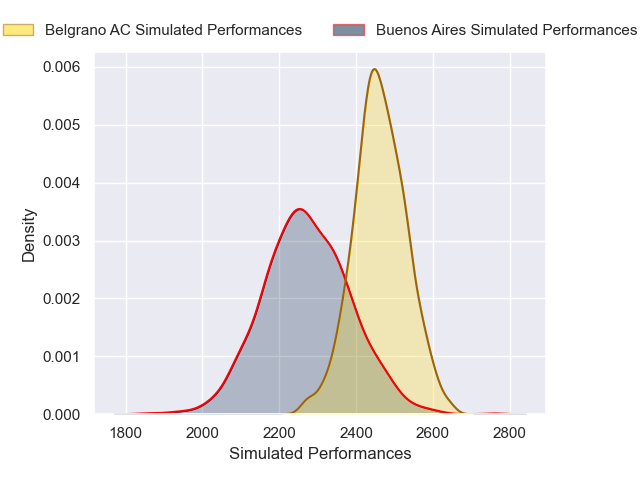 Belgrano AC Simulated Performances
Buenos Aires Simulated Performances
0.006
0.005
0.004
0.003
0.002
0.001
0.000
Density
1800 2000 2200 2400 2600 2800
Simulated Performances